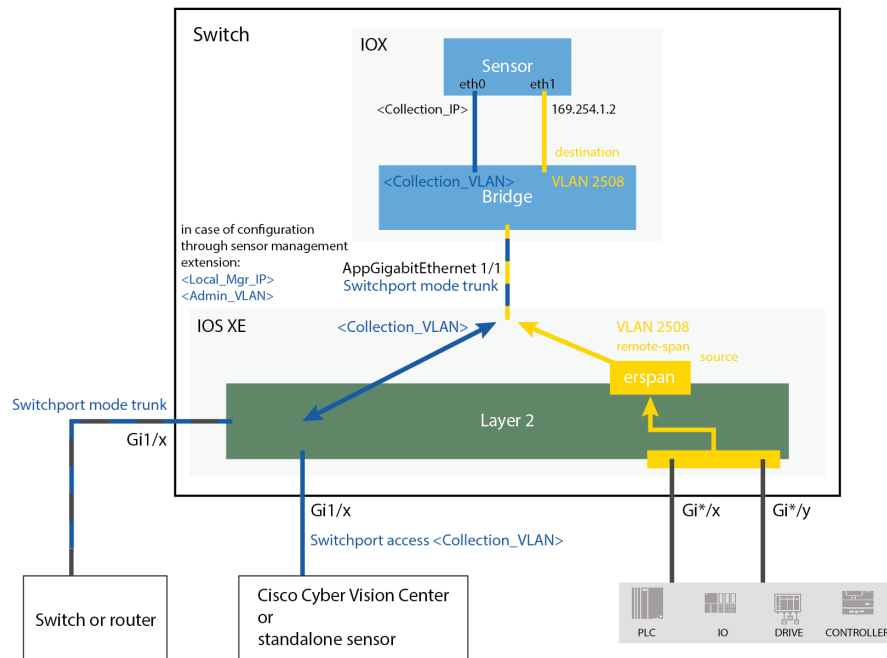 Switch
IOX
Sensor
eth0
eth1
<Collection_IP>
169.254.1.2
destination
<Collection_VLAN>
VLAN 2508
Bridge
in case of configuration
through sensor management
extension:
<Local_Mgr_IP>
<Admin_VLAN>
AppGigabitEthernet 1/1
Switchport mode trunk
IOS XE
<Collection_VLAN>
VLAN 2508
remote-span
source
erspan
Switchport mode trunk
Layer 2
Gi1/x
Gi1/x
Gi*/x
Gi*/y
Switchport access <Collection_VLAN>
Switch or router
Cisco Cyber Vision Center
or
standalone sensor
PLC
IO
DRIVE
CONTROLLER